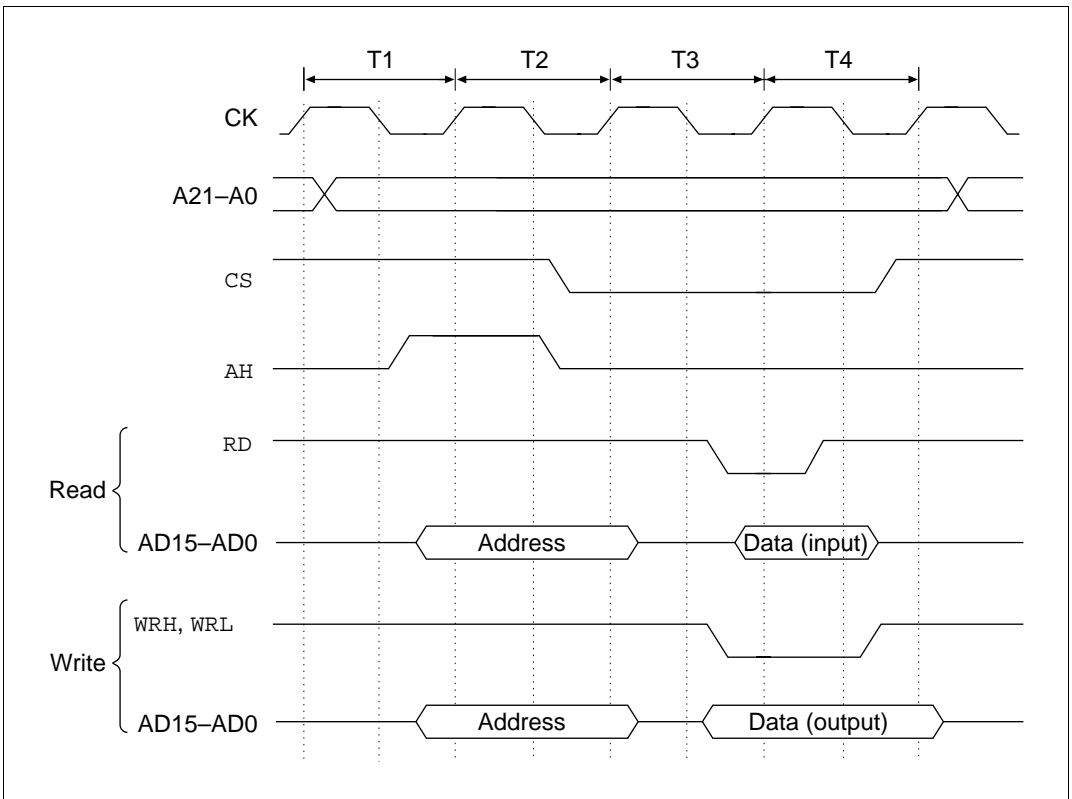 T1 T2 T3 T4
CK
A21–A0
CS
AH
RD
Read
AD15–AD0 Address Data (input)
WRH, WRL
Write
AD15–AD0 Address Data (output)